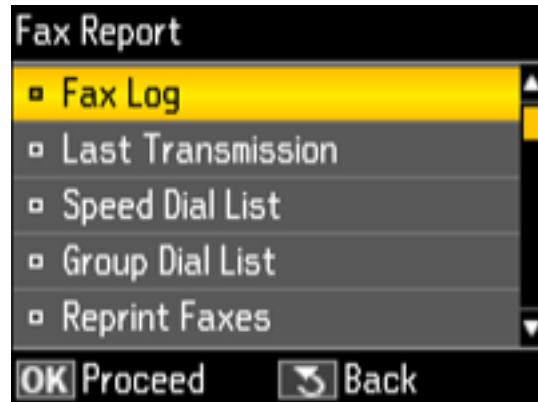 Fax Report
Fax Log
Last Transmission
Speed Dial List
Group Dial List
Reprint Faxes
OK Proceed Back